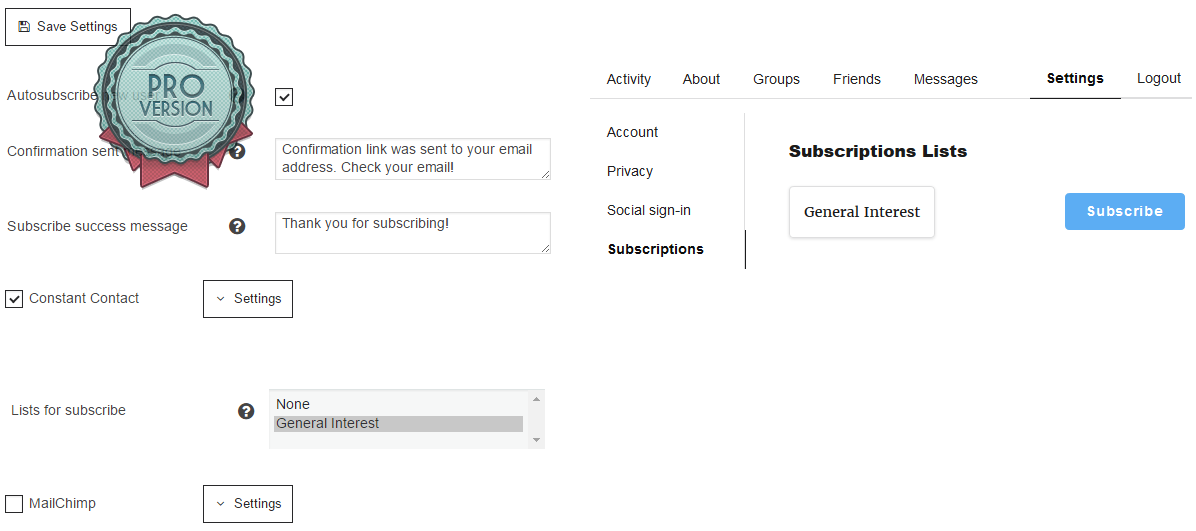 Save Settings
PRO
VERSION
Autosubscribe new user
Confirmation sent
Confirmation link was sent to your email
address. Check your email!
Subscribe success message
Thank you for subscribing!
Constant Contact
Settings
Lists for subscribe
None
General Interest
MailChimp
Settings
Activity
About
Groups
Friends
Messages
Settings
Logout
Account
Privacy
Social sign-in
Subscriptions
Subscriptions Lists
General Interest
Subscribe